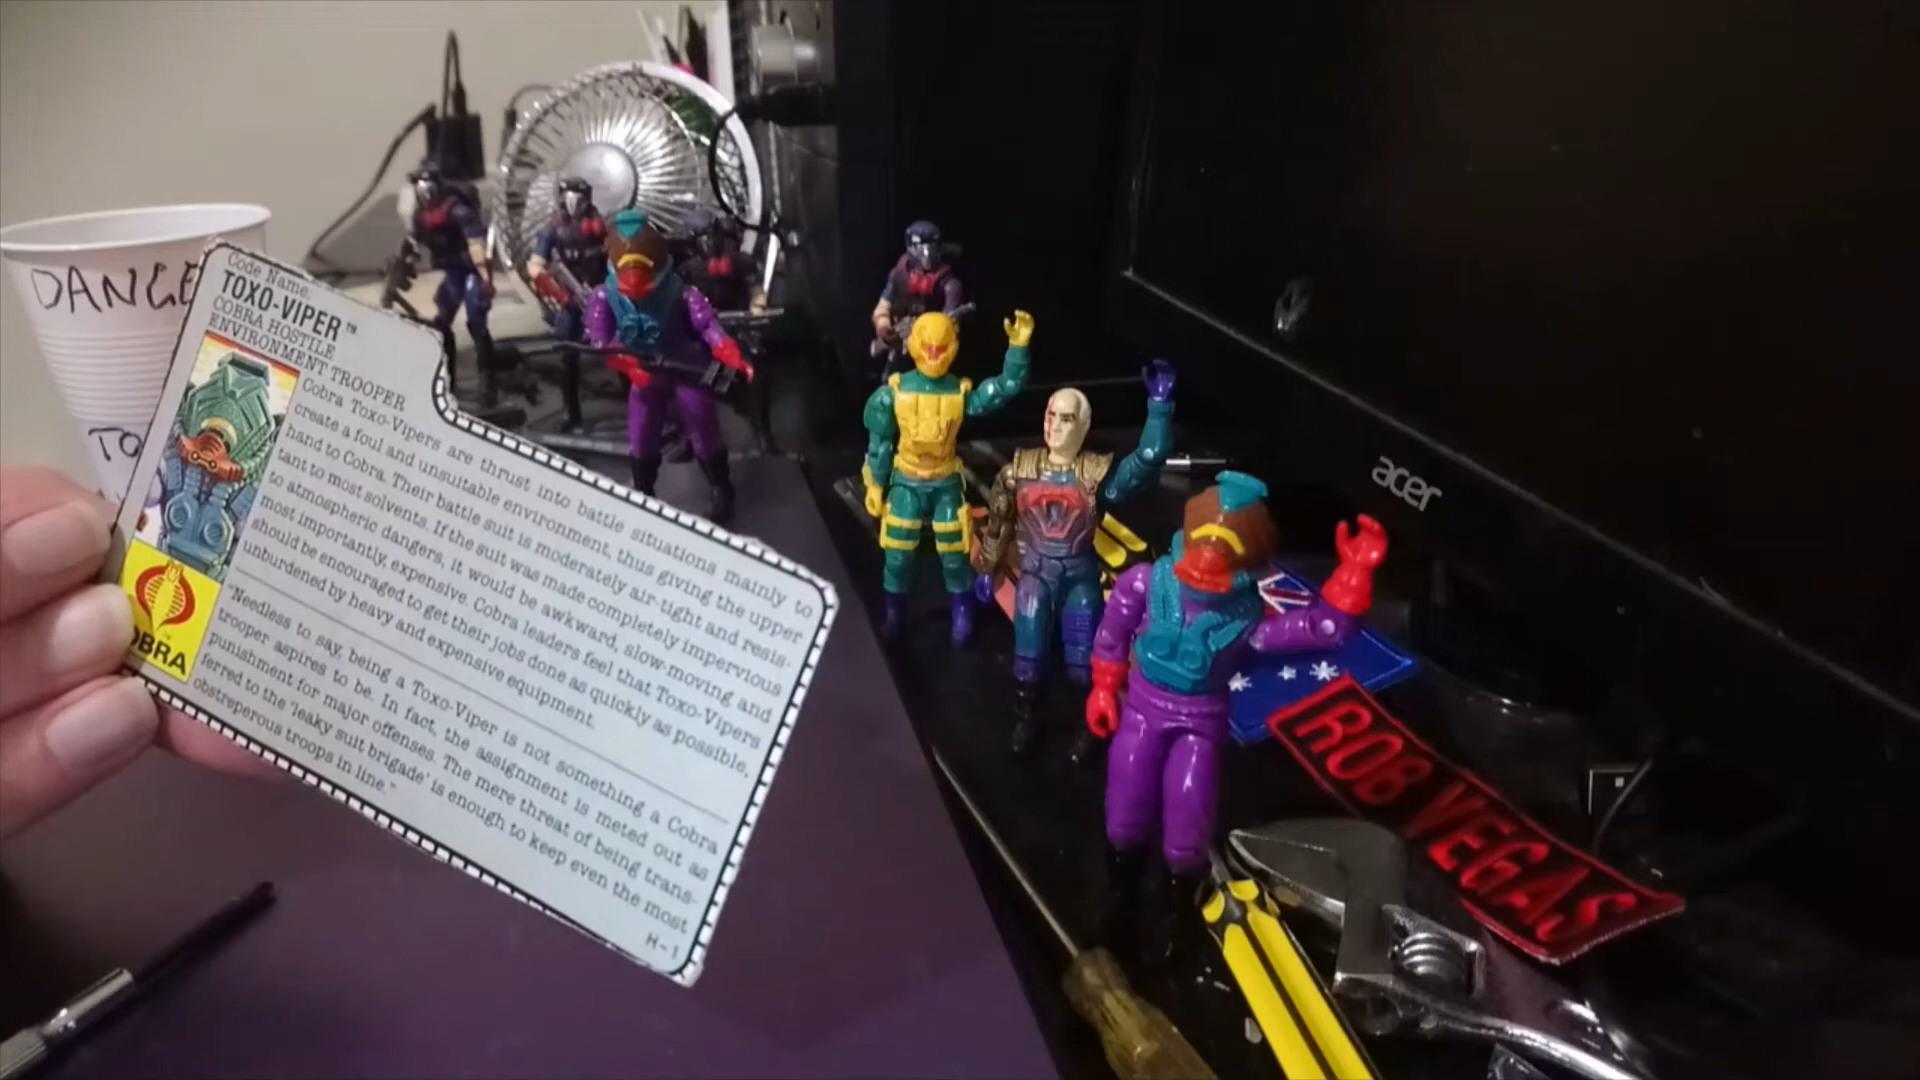 DANGE
TO
Code Name:
TOXO-VIPER™
COBRA HOSTILE
ENVIRONMENT TROOPER
Cobra Toxo-Vipers are thrust into battle situations mainly to
create a foul and unsuitable environment, thus giving the upper
hand to Cobra. Their battle suit is moderately air-tight and resis-
tant to most solvents. If the suit was made completely impervious
to atmospheric dangers, it would be awkward, slow-moving and
most importantly, expensive. Cobra leaders feel that Toxo-Vipers
should be encouraged to get their jobs done as quickly as possible,
unburdened by heavy and expensive equipment.
"Needless to say, being a Toxo-Viper is not something a Cobra
trooper aspires to be. In fact, the assignment is meted out as
punishment for major offenses. The mere threat of being trans-
ferred to the 'leaky suit brigade' is enough to keep even the most
obstreperous troops in line."
H-1
OBRA
acer
ROB VEGAS